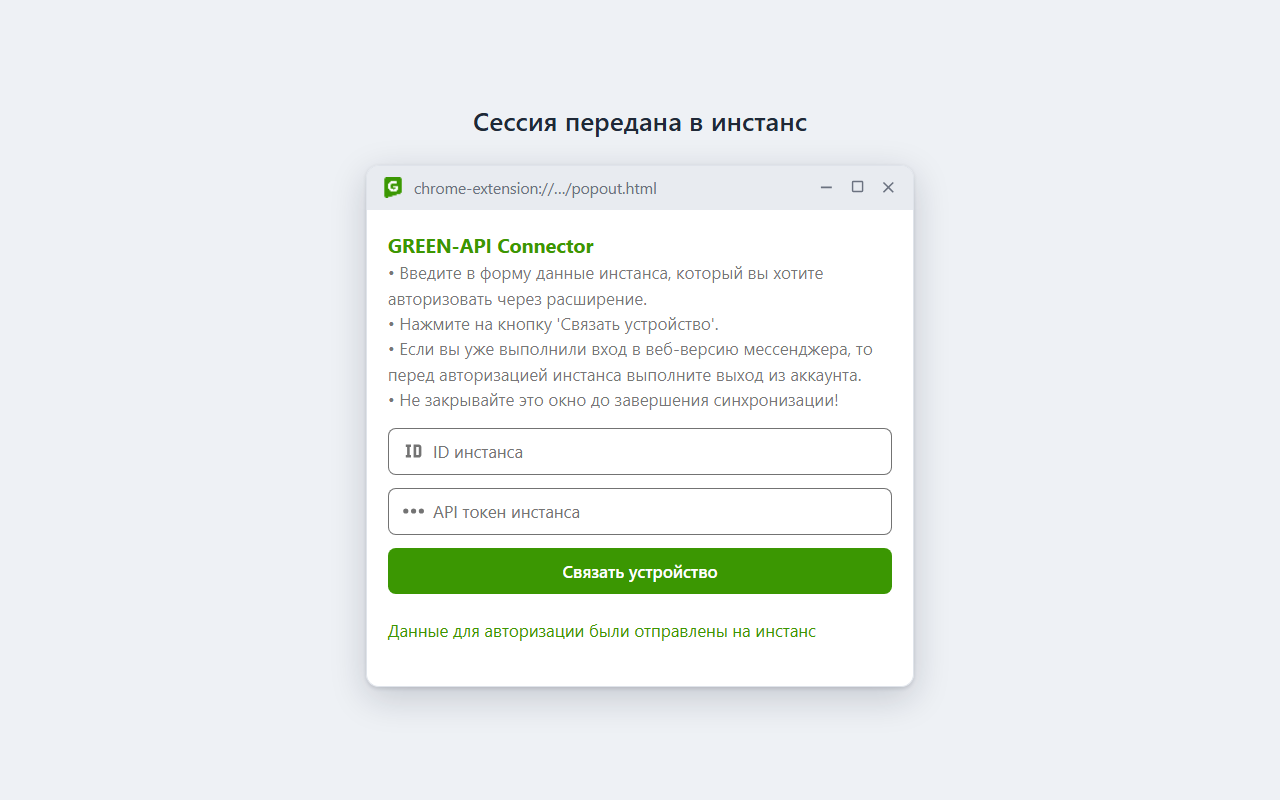 Сессия передана в инстанс
G chrome-extension://.../popout.html
GREEN-API Connector
• Введите в форму данные инстанса, который вы хотите
авторизовать через расширение.
• Нажмите на кнопку 'Связать устройство'.
• Если вы уже выполнили вход в веб-версию мессенджера, то
перед авторизацией инстанса выполните выход из аккаунта.
• Не закрывайте это окно до завершения синхронизации!
ID ID инстанса
API токен инстанса
Связать устройство
Данные для авторизации были отправлены на инстанс